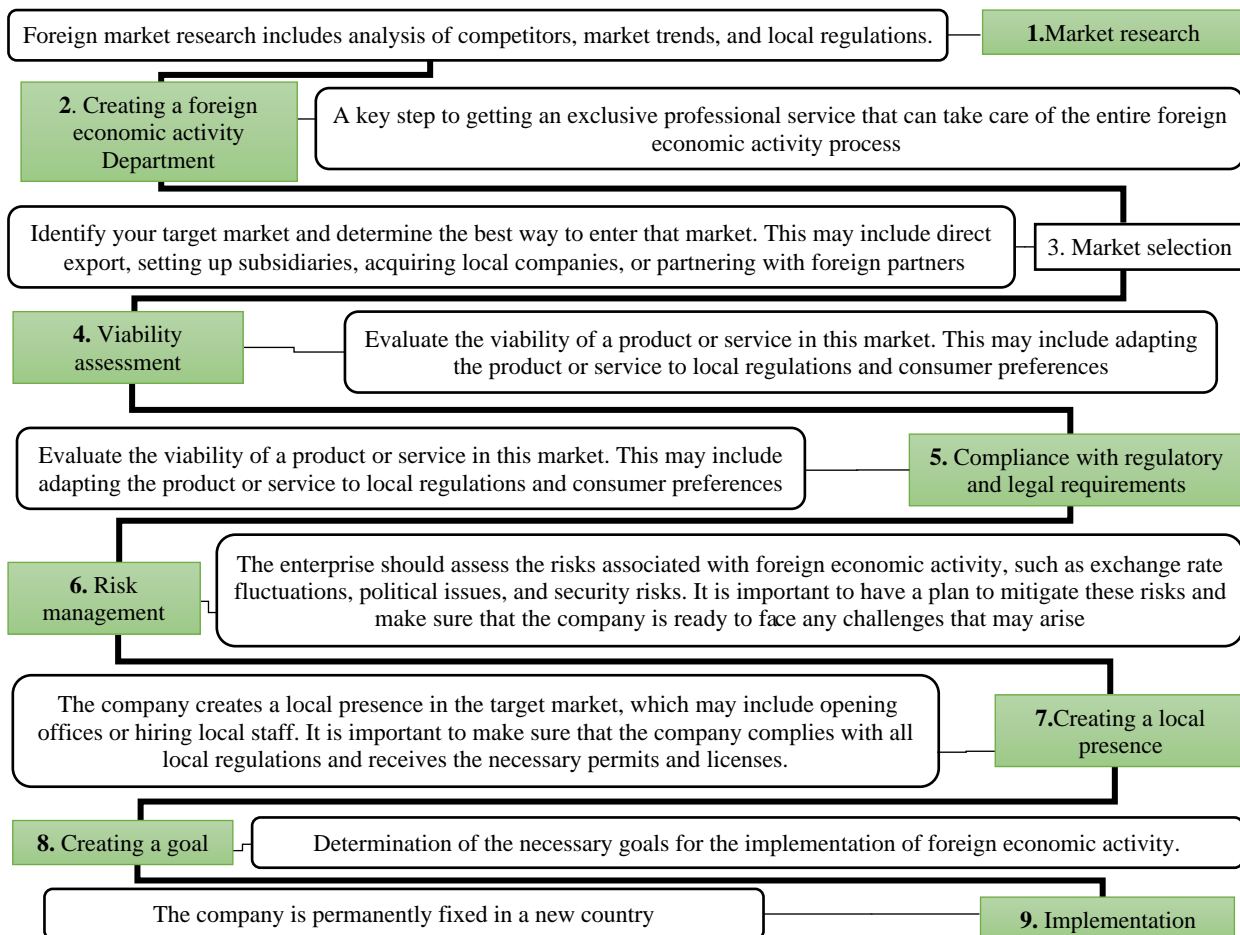 Foreign market research includes analysis of competitors, market trends, and local regulations.
1.Market research
2. Creating a foreign
economic activity
Department
A key step to getting an exclusive professional service that can take care of the entire foreign
economic activity process
Identify your target market and determine the best way to enter that market. This may include direct
export, setting up subsidiaries, acquiring local companies, or partnering with foreign partners
3. Market selection
4. Viability
assessment
Evaluate the viability of a product or service in this market. This may include adapting
the product or service to local regulations and consumer preferences
Evaluate the viability of a product or service in this market. This may include
adapting the product or service to local regulations and consumer preferences
5. Compliance with regulatory
and legal requirements
6. Risk
management
The enterprise should assess the risks associated with foreign economic activity, such as exchange rate
fluctuations, political issues, and security risks. It is important to have a plan to mitigate these risks and
make sure that the company is ready to face any challenges that may arise
The company creates a local presence in the target market, which may include opening
offices or hiring local staff. It is important to make sure that the company complies with all
local regulations and receives the necessary permits and licenses.
7.Creating a local
presence
8. Creating a goal
Determination of the necessary goals for the implementation of foreign economic activity.
The company is permanently fixed in a new country
9. Implementation